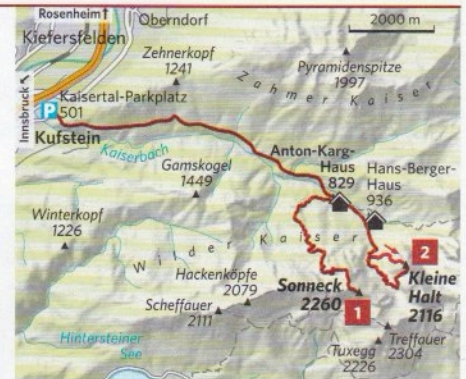 Rosenheim
Oberndorf
2000 m
Kiefersfelden
Zehnerkopf
1241
Pyramidenspitze
1997
Innsbruck
Zahmer Kaiser
Kaisertal-Parkplatz
P 501
Kufstein
Kaiserbach
Anton-Karg-
Haus
829
Hans-Berger-
Haus
936
Gamskogel
1449
Winterkopf
1226
Wilder Kaiser
2
Kleine
Halt
2116
Hackenköpfe
2079
Sonneck
2260
1
Scheffauer
2111
Hintersteiner
See
Treffauer
2304
Tuxegg
2226